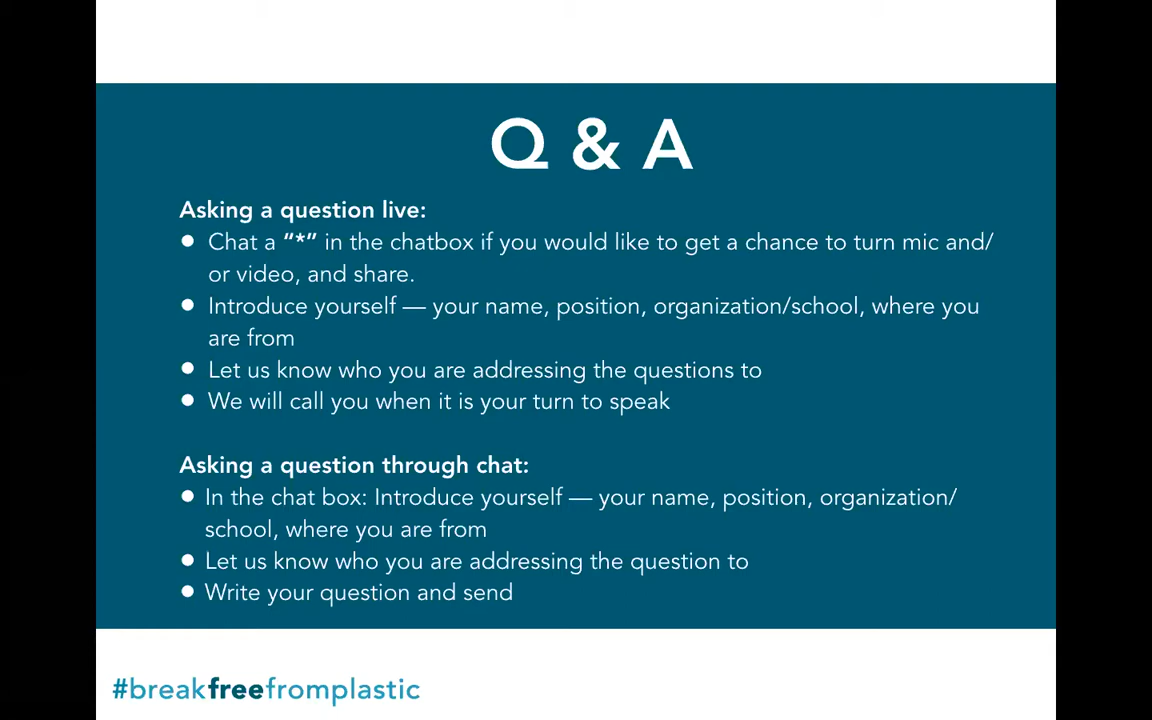 Q & A
Asking a question live:
● Chat a “*” in the chatbox if you would like to get a chance to turn mic and/
or video, and share.
● Introduce yourself — your name, position, organization/school, where you
are from
● Let us know who you are addressing the questions to
● We will call you when it is your turn to speak
Asking a question through chat:
● In the chat box: Introduce yourself — your name, position, organization/
school, where you are from
● Let us know who you are addressing the question to
● Write your question and send
#breakfreefromplastic